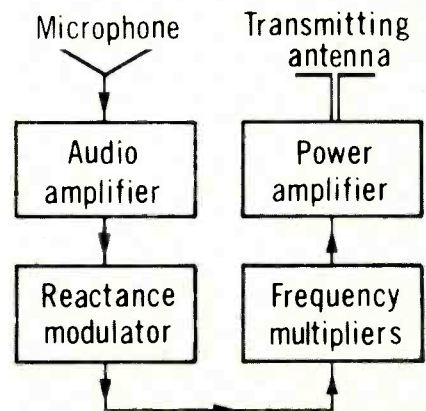 Microphone
Audio
amplifier
Reactance
modulator
Transmitting
antenna
Power
amplifier
Frequency
multipliers